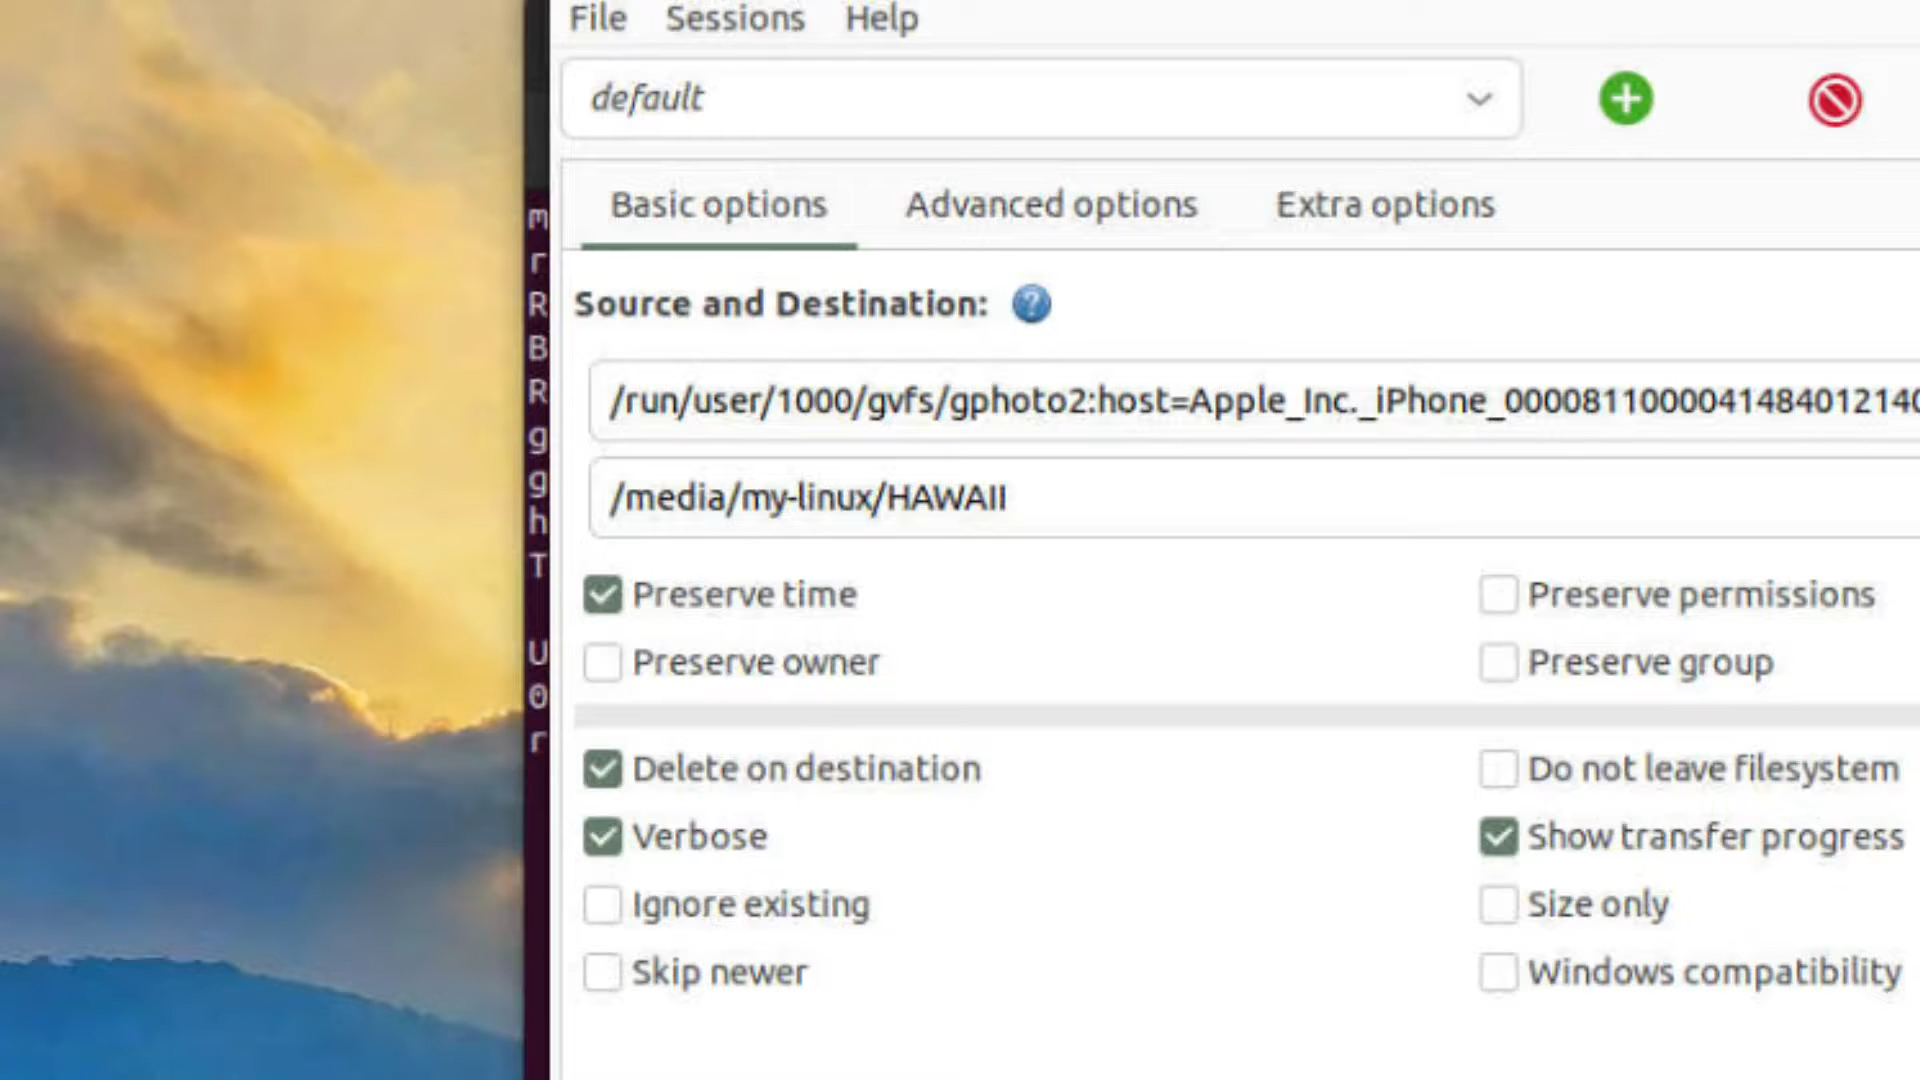 File Sessions Help
default
Basic options Advanced options Extra options
Source and Destination:
/run/user/1000/gvfs/gphoto2:host=Apple_Inc._iPhone_000081100004148401214
/media/my-linux/HAWAII
Preserve time Preserve permissions
Preserve owner Preserve group
Delete on destination Do not leave filesystem
Verbose Show transfer progress
Ignore existing Size only
Skip newer Windows compatibility
m
r
R
B
R
g
g
h
T
U
0
r